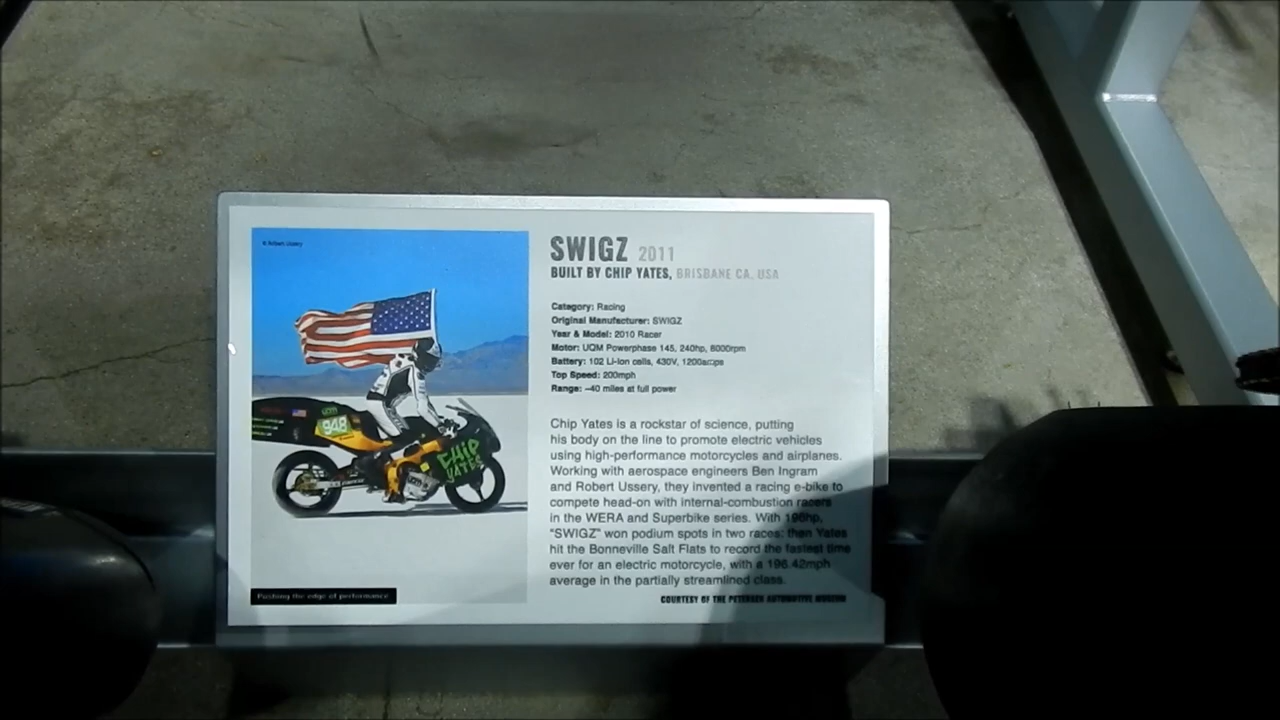 © Robert Ussery
SWIGZ 2011
BUILT BY CHIP YATES, BRISBANE CA, USA
Category: Racing
Original Manufacturer: SWIGZ
Year & Model: 2010 Racer
Motor: UQM Powerphase 145, 240hp, 8000rpm
Battery: 102 Li-Ion cells, 430V, 1200amps
Top Speed: 200mph
Range: ~40 miles at full power
Chip Yates is a rockstar of science, putting
his body on the line to promote electric vehicles
using high-performance motorcycles and airplanes.
Working with aerospace engineers Ben Ingram
and Robert Ussery, they invented a racing e-bike to
compete head-on with internal-combustion racers
in the WERA and Superbike series. With 196hp,
"SWIGZ" won podium spots in two races; then Yates
hit the Bonneville Salt Flats to record the fastest time
ever for an electric motorcycle, with a 196.42mph
average in the partially streamlined class.
COURTESY OF THE PETERSEN AUTOMOTIVE MUSEUM
948
CHIP
YATES
Pushing the edge of performance